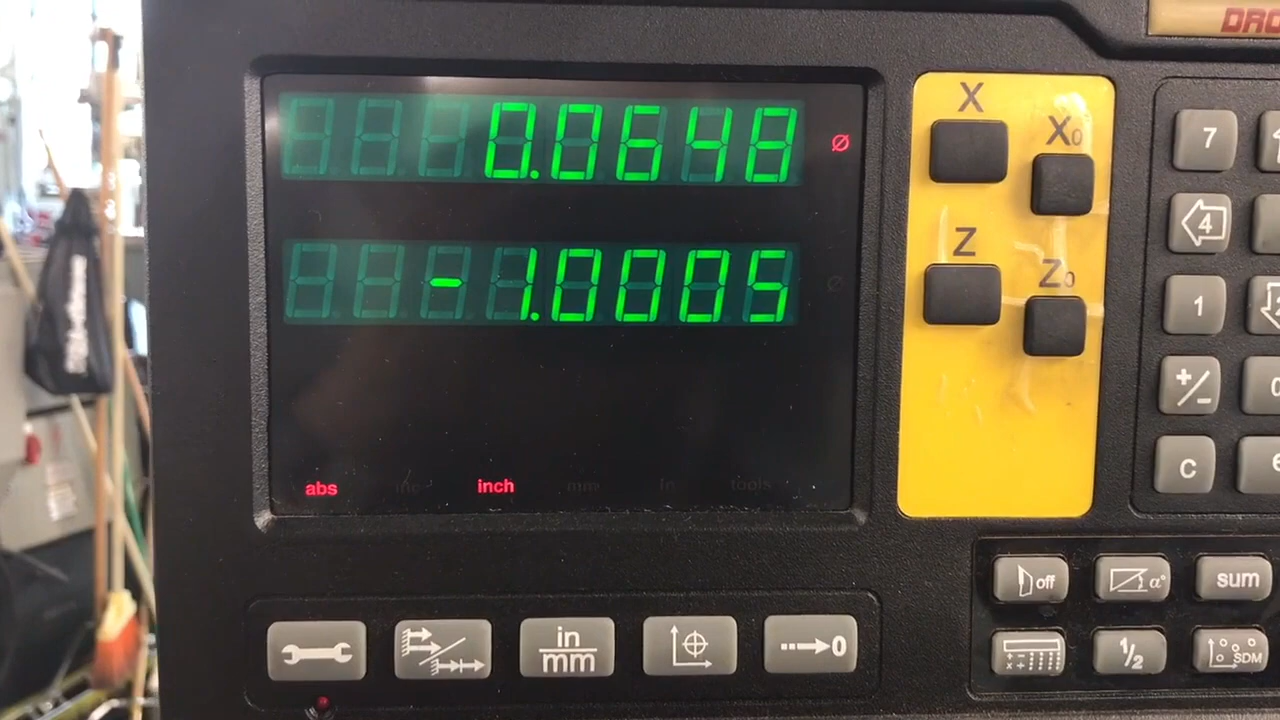 DRO
0.0648 Ø
-1.0005
abs inc inch mm fn tools
X
X0
Z
Z0
7
4
1
+/-
C
off
α°
sum
in/mm
→0
1/2
SDM